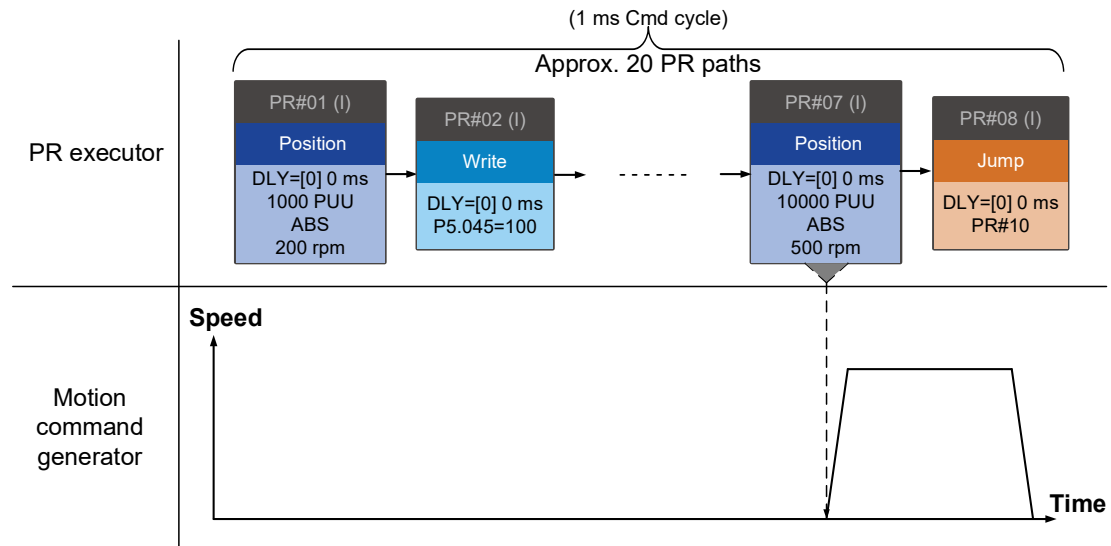 (1 ms Cmd cycle)
Approx. 20 PR paths
PR executor
PR#01 (I)
Position
DLY=[0] 0 ms
1000 PUU
ABS
200 rpm
PR#02 (I)
Write
DLY=[0] 0 ms
P5.045=100
PR#07 (I)
Position
DLY=[0] 0 ms
10000 PUU
ABS
500 rpm
PR#08 (I)
Jump
DLY=[0] 0 ms
PR#10
Motion
command
generator
Speed
Time